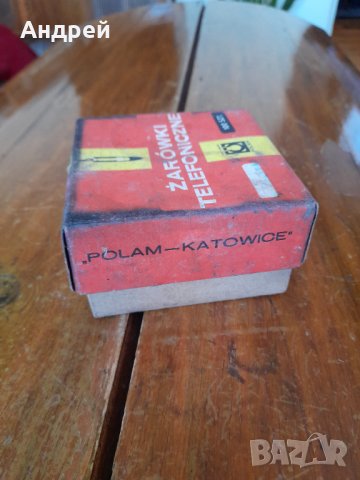 Андрей
ŻARÓWKI
TELEFONICZNE
„POLAM—KATOWICE"
BAZAR